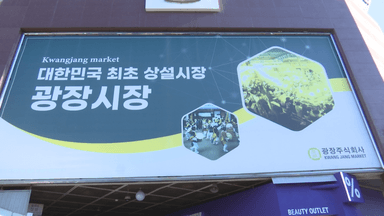 Kwangjang market
대한민국 최초 상설시장
광장시장
광장주식회사
KWANG JANG MARKET
%
BEAUTY OUTLET